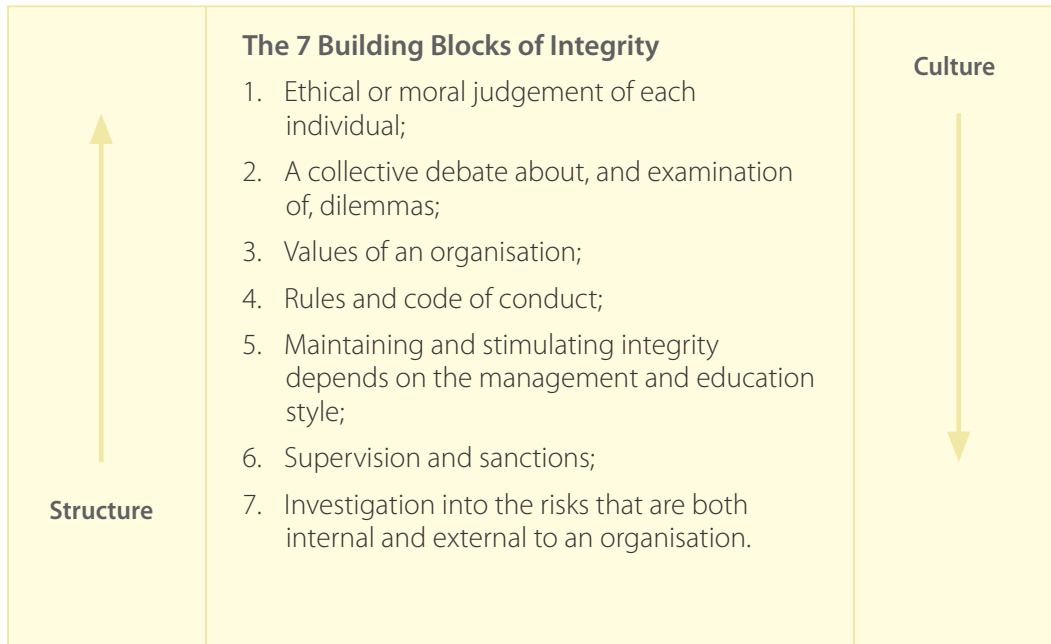 The 7 Building Blocks of Integrity
Culture
1. Ethical or moral judgement of each
individual;
2. A collective debate about, and examination
of, dilemmas;
3. Values of an organisation;
4. Rules and code of conduct;
5. Maintaining and stimulating integrity
depends on the management and education
style;
6. Supervision and sanctions;
Structure
7. Investigation into the risks that are both
internal and external to an organisation.